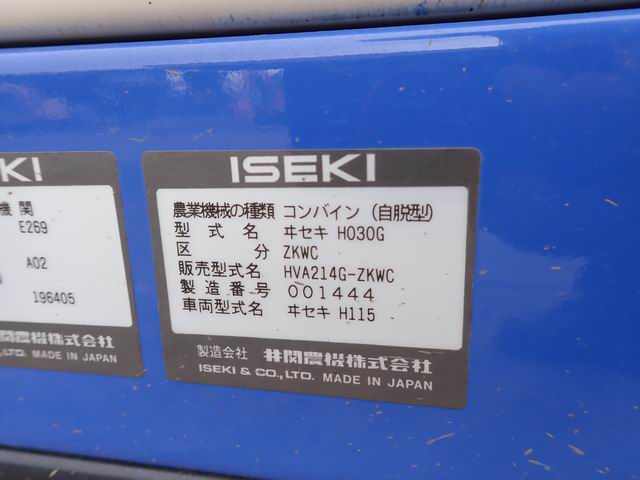 KI
機関
E269
A02
196405
関農機株式会社
LTD. MADE IN JAPAN
ISEKI
農業機械の種類 コンバイン (自脱型)
型式名 ヰセキ HO30G
区分 ZKWC
販売型式名 HVA214G-ZKWC
製造番号 001444
車両型式名 ヰセキ H115
製造会社 井関農機株式会社
ISEKI & CO.,LTD. MADE IN JAPAN